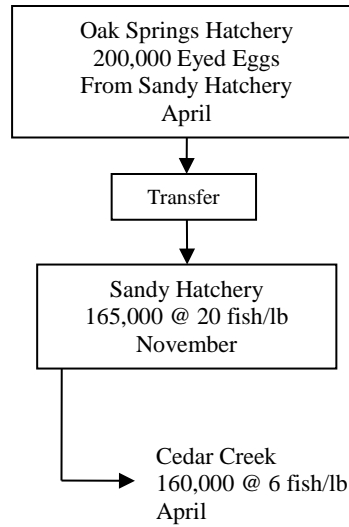 Oak Springs Hatchery
200,000 Eyed Eggs
From Sandy Hatchery
April
Transfer
Sandy Hatchery
165,000 @ 20 fish/lb
November
Cedar Creek
160,000 @ 6 fish/lb
April